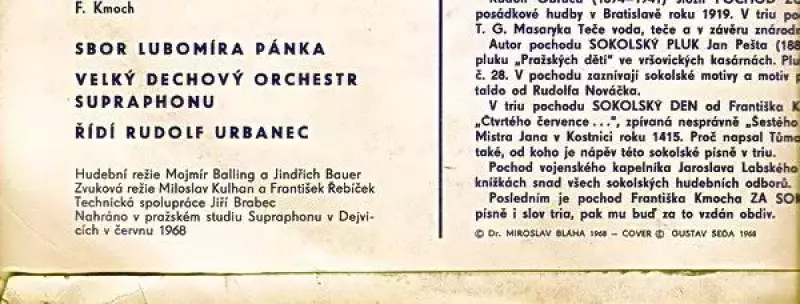 F. Kmoch
SBOR LUBOMÍRA PÁNKA
VELKÝ DECHOVÝ ORCHESTR
SUPRAPHONU
ŘÍDÍ RUDOLF URBANEC
Hudební režie Mojmír Balling a Jindřich Bauer
Zvuková režie Miloslav Kulhan a František Řebíček
Technická spolupráce Jiří Brabec
Nahráno v pražském studiu Supraphonu v Dejvi-
cích v červnu 1968
posádkové hudby v Bratislavě roku 1919. V triu
T. G. Masaryka Teče voda, teče a v závěru
Autor pochodu SOKOLSKÝ PLUK Jan Pešta
pluku „Pražských dětí" ve vršovických kasárnách.
č. 28. V pochodu zaznívají sokolské motivy a motiv
taldo od Rudolfa Nováčka.
V triu pochodu SOKOLSKÝ DEN od Františka
„Čtvrtého července...", zpívaná nesprávně „Šestého
Mistra Jana v Kostnici roku 1415. Proč napsal
také, od koho je nápěv této sokolské písně v triu.
Pochod vojenského kapelníka Jaroslava Labského
knížkách snad všech sokolských hudebních odborů.
Posledním je pochod Františka Kmocha ZA
písně i slov tria, pak mu buď za to vzdán obdiv.
© Dr. MIROSLAV BLÁHA 1968 – COVER © GUSTAV ŠEDA 1968